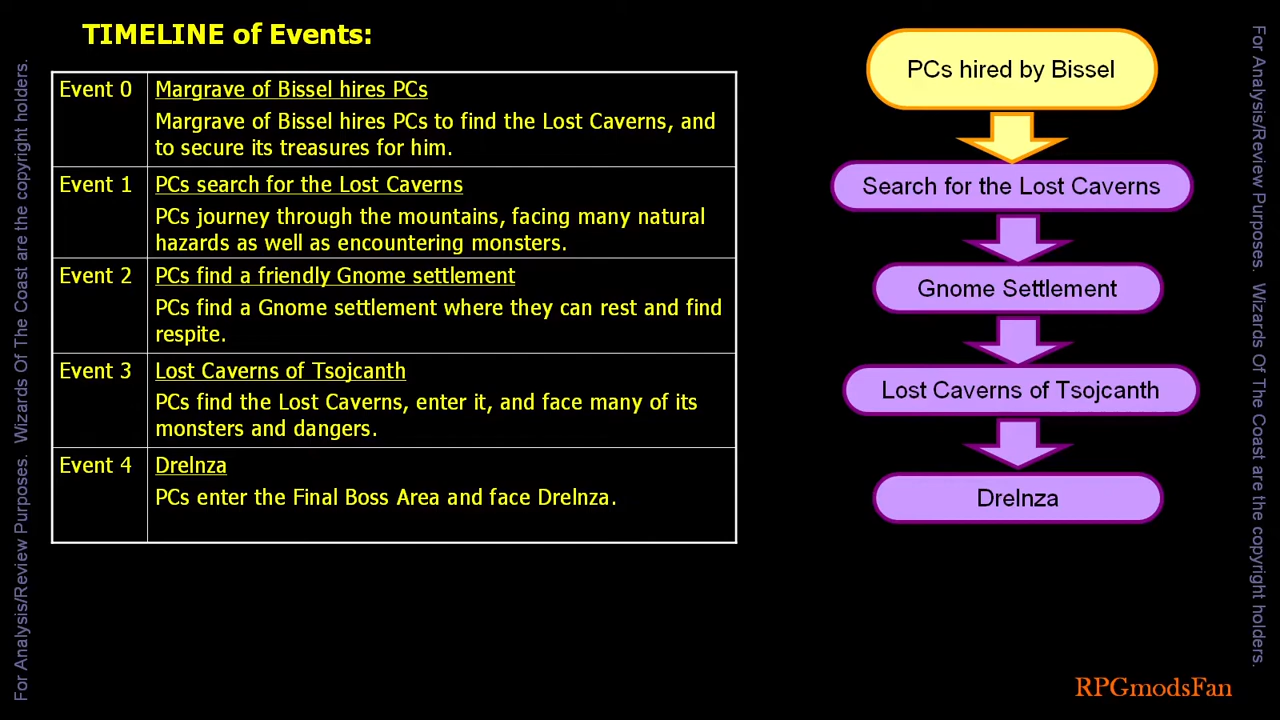 TIMELINE of Events:
Event 0
Margrave of Bissel hires PCs
Margrave of Bissel hires PCs to find the Lost Caverns, and
to secure its treasures for him.
Event 1
PCs search for the Lost Caverns
PCs journey through the mountains, facing many natural
hazards as well as encountering monsters.
Event 2
PCs find a friendly Gnome settlement
PCs find a Gnome settlement where they can rest and find
respite.
Event 3
Lost Caverns of Tsojcanth
PCs find the Lost Caverns, enter it, and face many of its
monsters and dangers.
Event 4
Drelnza
PCs enter the Final Boss Area and face Drelnza.
PCs hired by Bissel
Search for the Lost Caverns
Gnome Settlement
Lost Caverns of Tsojcanth
Drelnza
For Analysis/Review Purposes. Wizards Of The Coast are the copyright holders.
For Analysis/Review Purposes. Wizards Of The Coast are the copyright holders.
RPGmodsFan